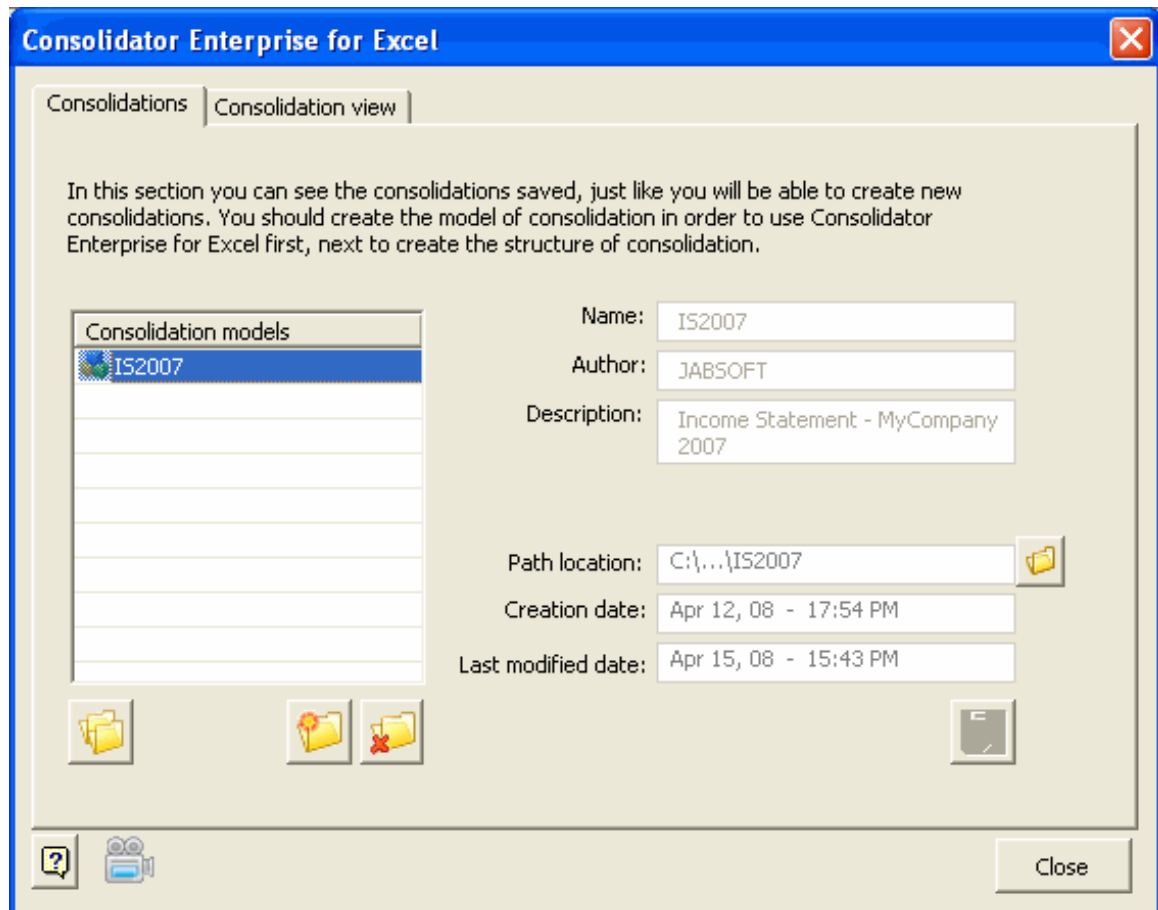 Consolidator Enterprise for Excel
Consolidations
Consolidation view
In this section you can see the consolidations saved, just like you will be able to create new
consolidations. You should create the model of consolidation in order to use Consolidator
Enterprise for Excel first, next to create the structure of consolidation.
Consolidation models
IS2007
Name:
IS2007
Author:
JABSOFT
Description:
Income Statement - MyCompany
2007
Path location:
C:\...\IS2007
Creation date:
Apr 12, 08 - 17:54 PM
Last modified date:
Apr 15, 08 - 15:43 PM
Close